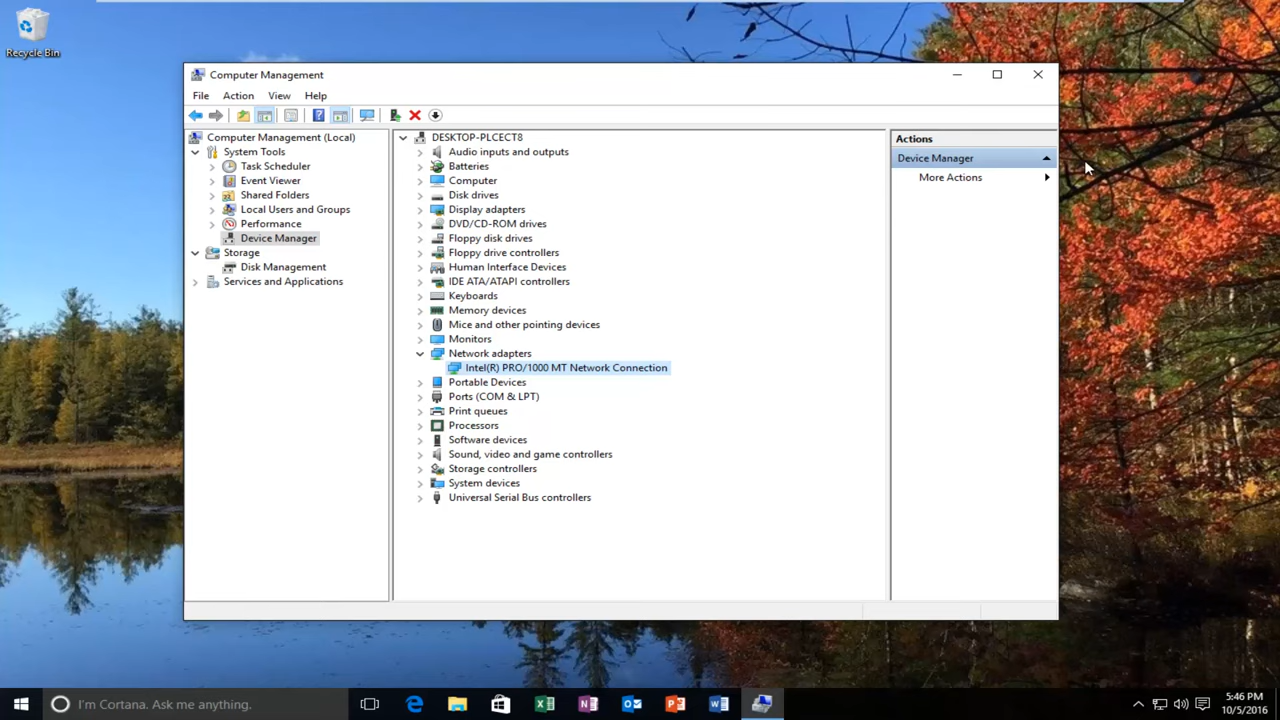 Recycle Bin
Computer Management
File Action View Help
Computer Management (Local)
System Tools
Task Scheduler
Event Viewer
Shared Folders
Local Users and Groups
Performance
Device Manager
Storage
Disk Management
Services and Applications
DESKTOP-PLCECT8
Audio inputs and outputs
Batteries
Computer
Disk drives
Display adapters
DVD/CD-ROM drives
Floppy disk drives
Floppy drive controllers
Human Interface Devices
IDE ATA/ATAPI controllers
Keyboards
Memory devices
Mice and other pointing devices
Monitors
Network adapters
Intel(R) PRO/1000 MT Network Connection
Portable Devices
Ports (COM & LPT)
Print queues
Processors
Software devices
Sound, video and game controllers
Storage controllers
System devices
Universal Serial Bus controllers
Actions
Device Manager
More Actions
I'm Cortana. Ask me anything.
5:46 PM
10/5/2016